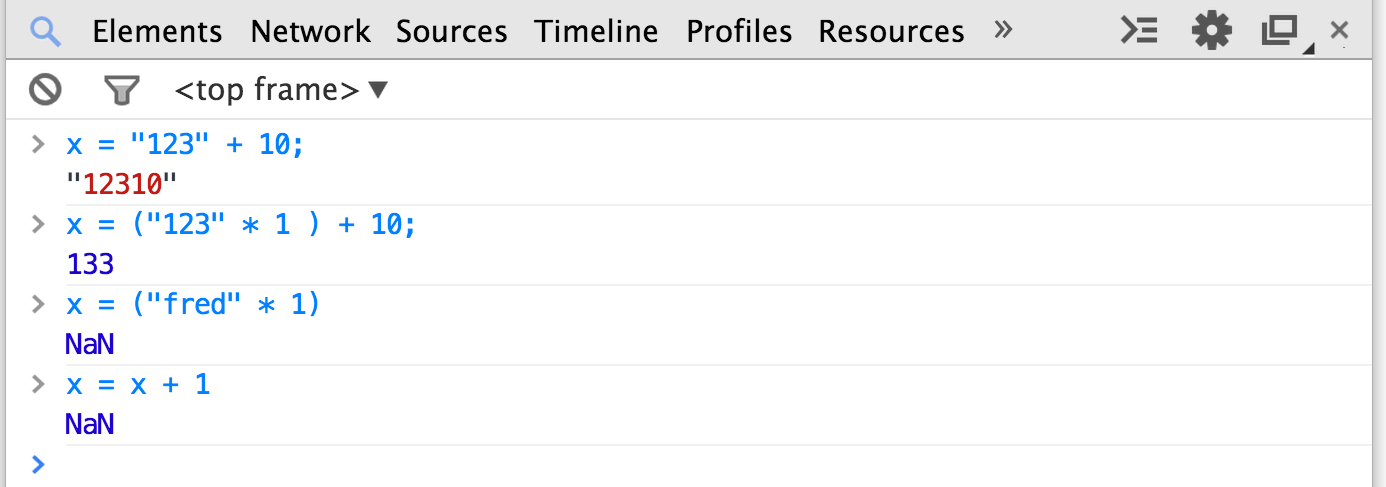 Elements Network Sources Timeline Profiles Resources »
<top frame> ▼
> x = "123" + 10;
"12310"
> x = ("123" * 1 ) + 10;
133
> x = ("fred" * 1)
NaN
> x = x + 1
NaN
>